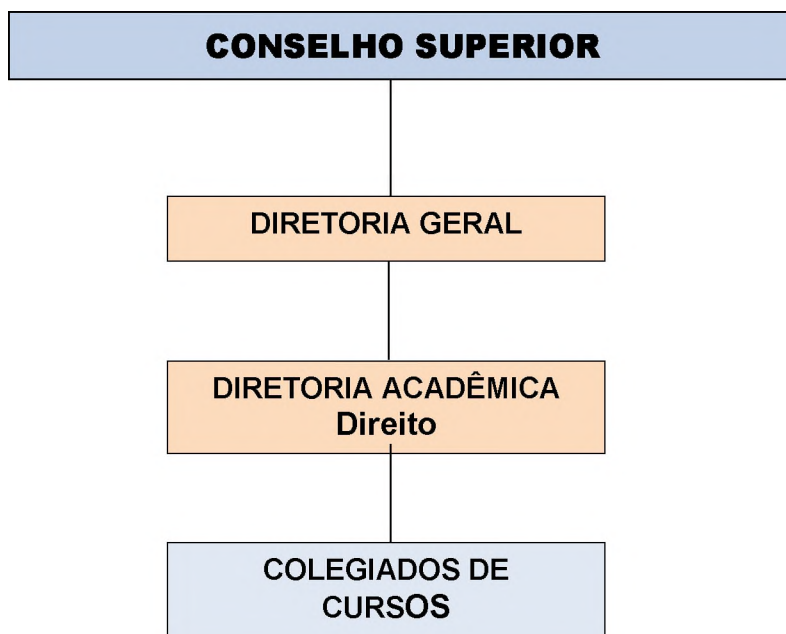 CONSELHO SUPERIOR
DIRETORIA GERAL
DIRETORIA ACADÊMICA
Direito
COLEGIADOS DE
CURSOS